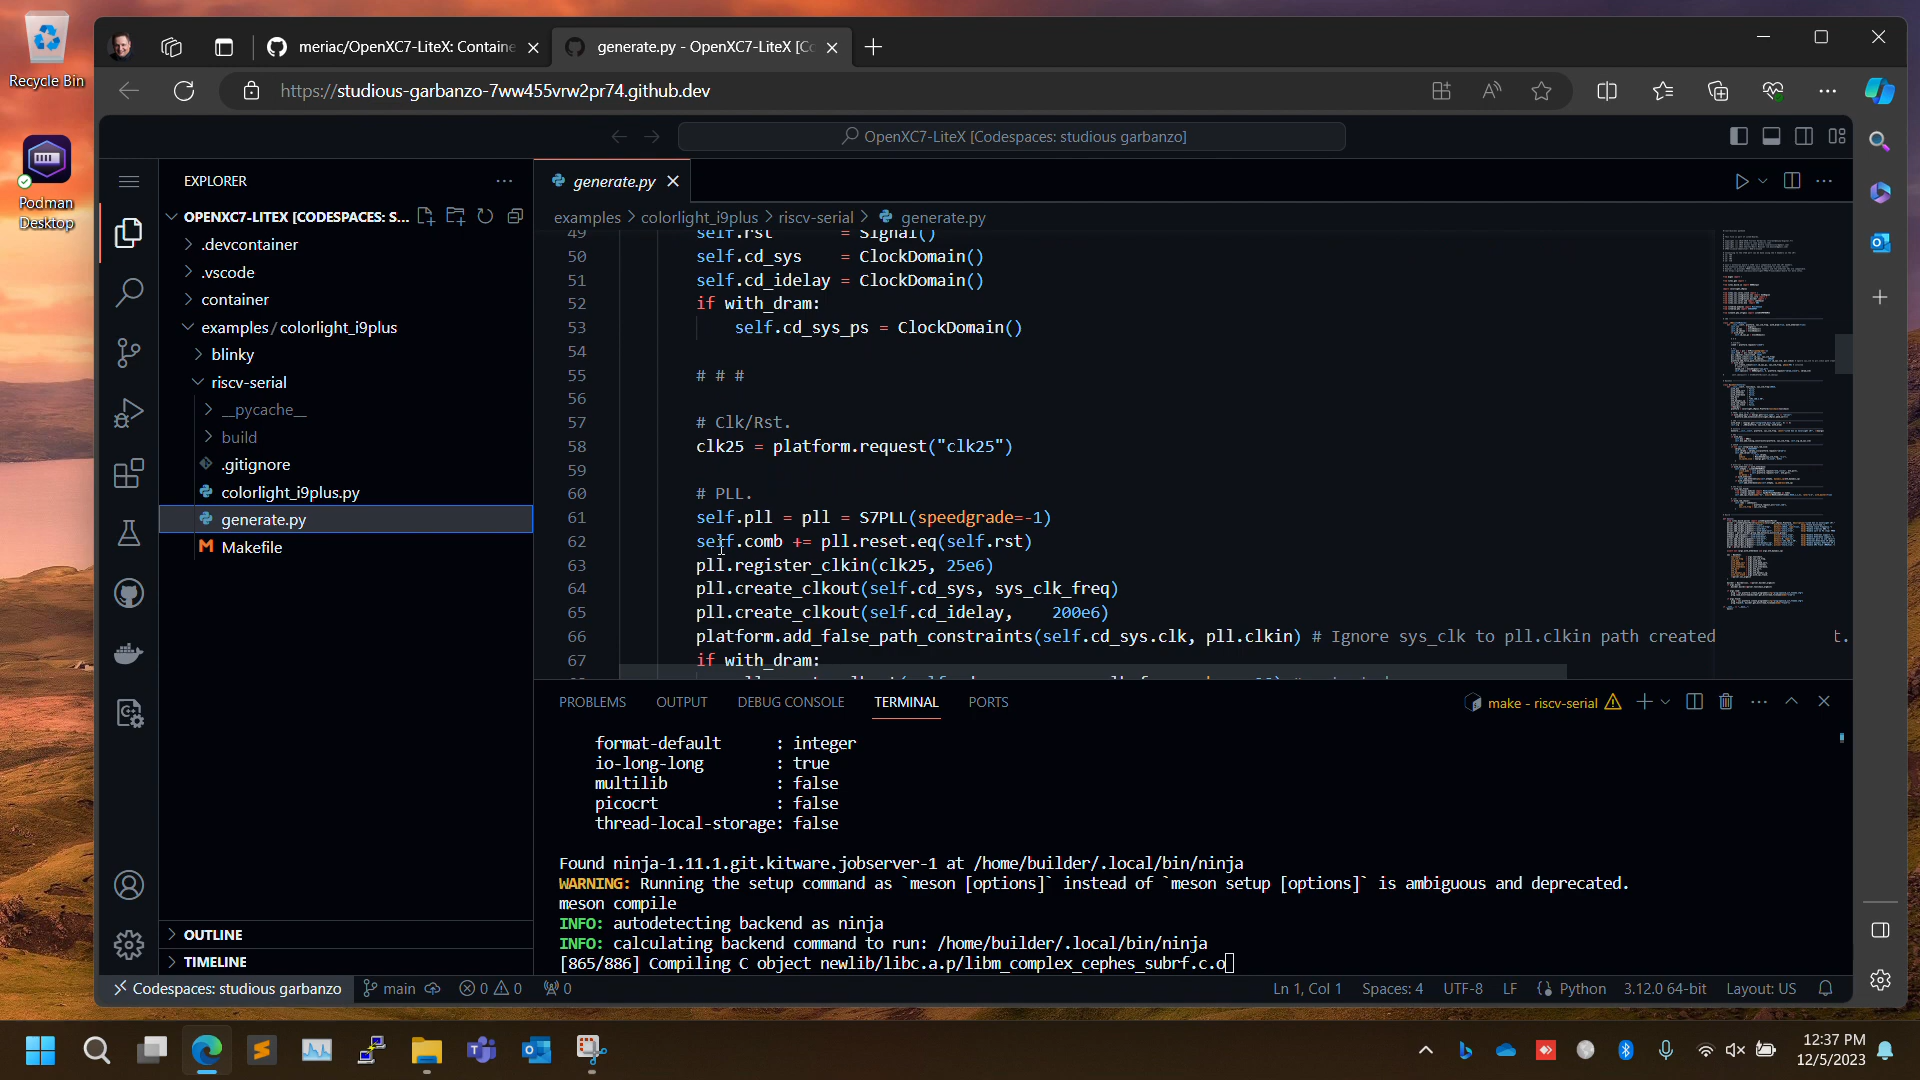 Recycle Bin
Podman
Desktop
meriac/OpenXC7-LiteX: Containe
generate.py - OpenXC7-LiteX [Cc
https://studious-garbanzo-7ww455vrw2pr74.github.dev
OpenXC7-LiteX [Codespaces: studious garbanzo]
EXPLORER
OPENXC7-LITEX [CODESPACES: S...
.devcontainer
.vscode
container
examples/colorlight_i9plus
blinky
riscv-serial
__pycache__
build
.gitignore
colorlight_i9plus.py
generate.py
Makefile
OUTLINE
TIMELINE
generate.py
examples > colorlight_i9plus > riscv-serial > generate.py
49 self.rst = Signal()
50 self.cd_sys = ClockDomain()
51 self.cd_idelay = ClockDomain()
52 if with_dram:
53 self.cd_sys_ps = ClockDomain()
54
55 # # #
56
57 # Clk/Rst.
58 clk25 = platform.request("clk25")
59
60 # PLL.
61 self.pll = pll = S7PLL(speedgrade=-1)
62 self.comb += pll.reset.eq(self.rst)
63 pll.register_clkin(clk25, 25e6)
64 pll.create_clkout(self.cd_sys, sys_clk_freq)
65 pll.create_clkout(self.cd_idelay, 200e6)
66 platform.add_false_path_constraints(self.cd_sys.clk, pll.clkin) # Ignore sys_clk to pll.clkin path created t.
67 if with_dram:
PROBLEMS OUTPUT DEBUG CONSOLE TERMINAL PORTS
make - riscv-serial
format-default : integer
io-long-long : true
multilib : false
picocrt : false
thread-local-storage: false
Found ninja-1.11.1.git.kitware.jobserver-1 at /home/builder/.local/bin/ninja
WARNING: Running the setup command as `meson [options]` instead of `meson setup [options]` is ambiguous and deprecated.
meson compile
INFO: autodetecting backend as ninja
INFO: calculating backend command to run: /home/builder/.local/bin/ninja
[865/886] Compiling C object newlib/libc.a.p/libm_complex_cephes_subrf.c.o
Codespaces: studious garbanzo main 0 0 0 Ln 1, Col 1 Spaces: 4 UTF-8 LF Python 3.12.0 64-bit Layout: US
12:37 PM
12/5/2023